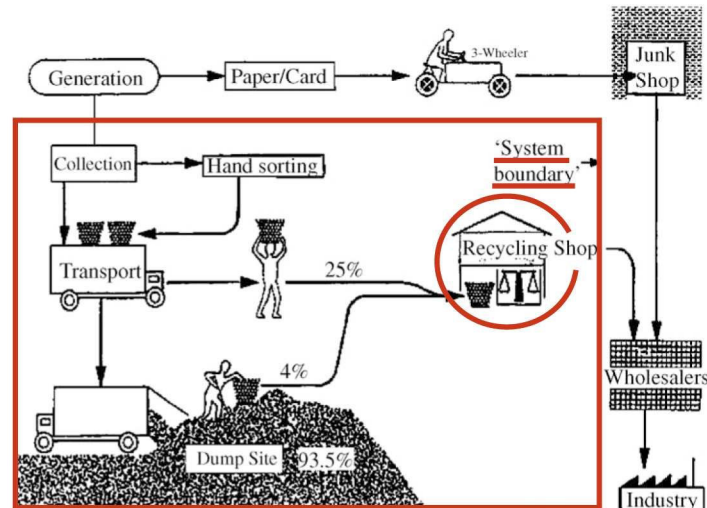 3-Wheeler
Generation
Paper/Card
Junk
Shop
Collection
Hand sorting
'System
boundary'
Transport
25%
Recycling Shop
4%
Wholesalers
Dump Site
93.5%
Industry